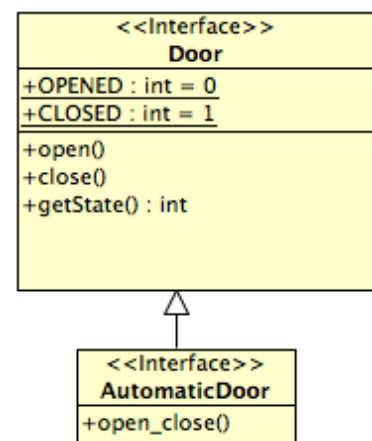 <<Interface>>
Door
+OPENED : int = 0
+CLOSED : int = 1
+open()
+close()
+getState() : int
<<Interface>>
AutomaticDoor
+open_close()